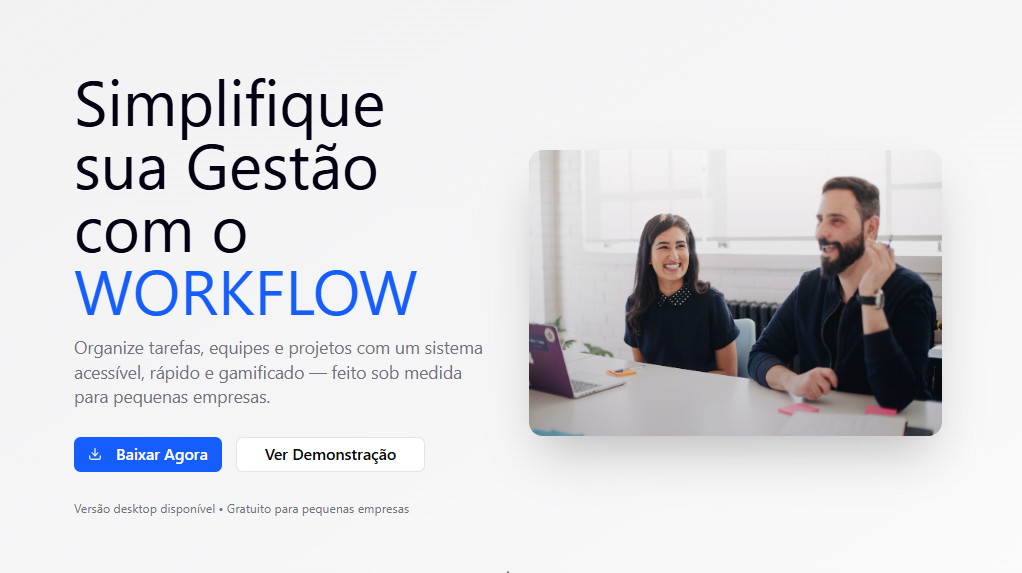 Simplifique
sua Gestão
com o
WORKFLOW
Organize tarefas, equipes e projetos com um sistema
acessível, rápido e gamificado — feito sob medida
para pequenas empresas.
Baixar Agora
Ver Demonstração
Versão desktop disponível • Gratuito para pequenas empresas